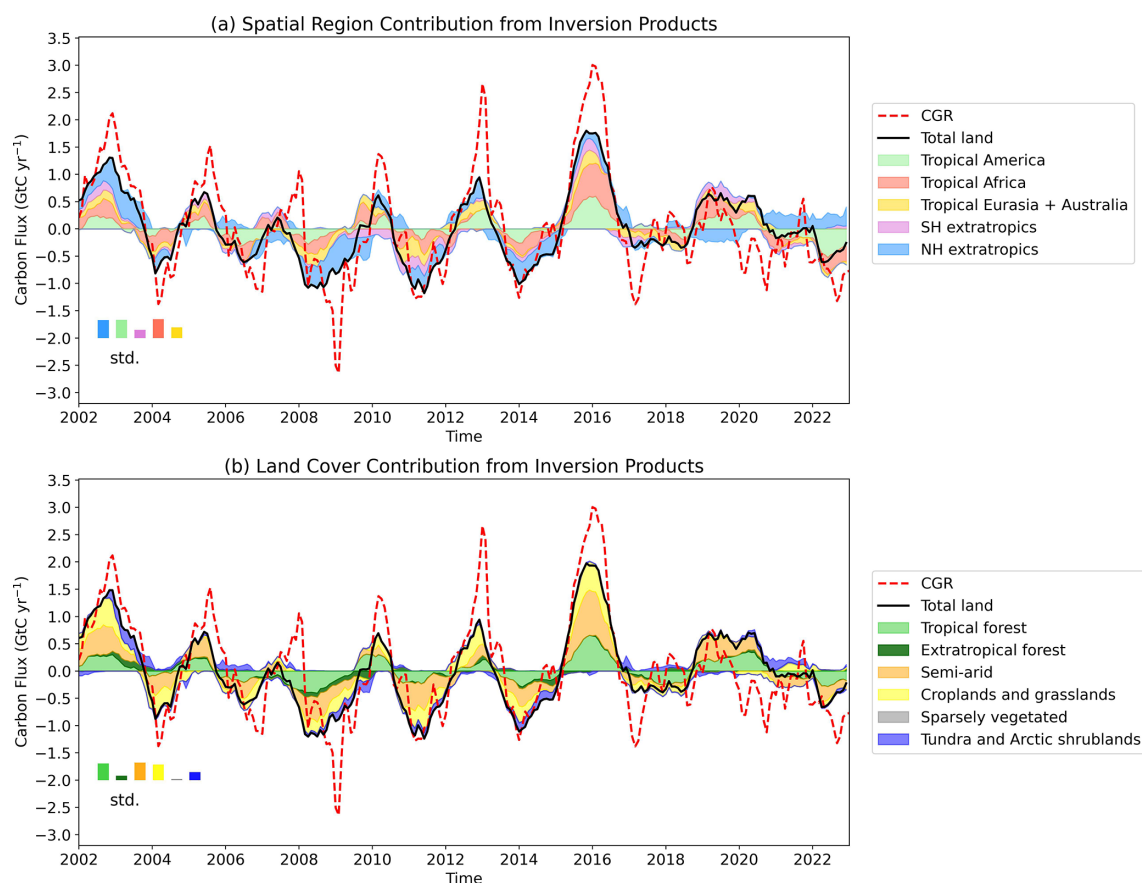 (a) Spatial Region Contribution from Inversion Products
Carbon Flux (GtC yr⁻¹)
3.5
3.0
2.5
2.0
1.5
1.0
0.5
0.0
−0.5
−1.0
−1.5
−2.0
−2.5
−3.0
std.
2002 2004 2006 2008 2010 2012 2014 2016 2018 2020 2022
Time
CGR
Total land
Tropical America
Tropical Africa
Tropical Eurasia + Australia
SH extratropics
NH extratropics
(b) Land Cover Contribution from Inversion Products
Carbon Flux (GtC yr⁻¹)
3.5
3.0
2.5
2.0
1.5
1.0
0.5
0.0
−0.5
−1.0
−1.5
−2.0
−2.5
−3.0
std.
2002 2004 2006 2008 2010 2012 2014 2016 2018 2020 2022
Time
CGR
Total land
Tropical forest
Extratropical forest
Semi-arid
Croplands and grasslands
Sparsely vegetated
Tundra and Arctic shrublands